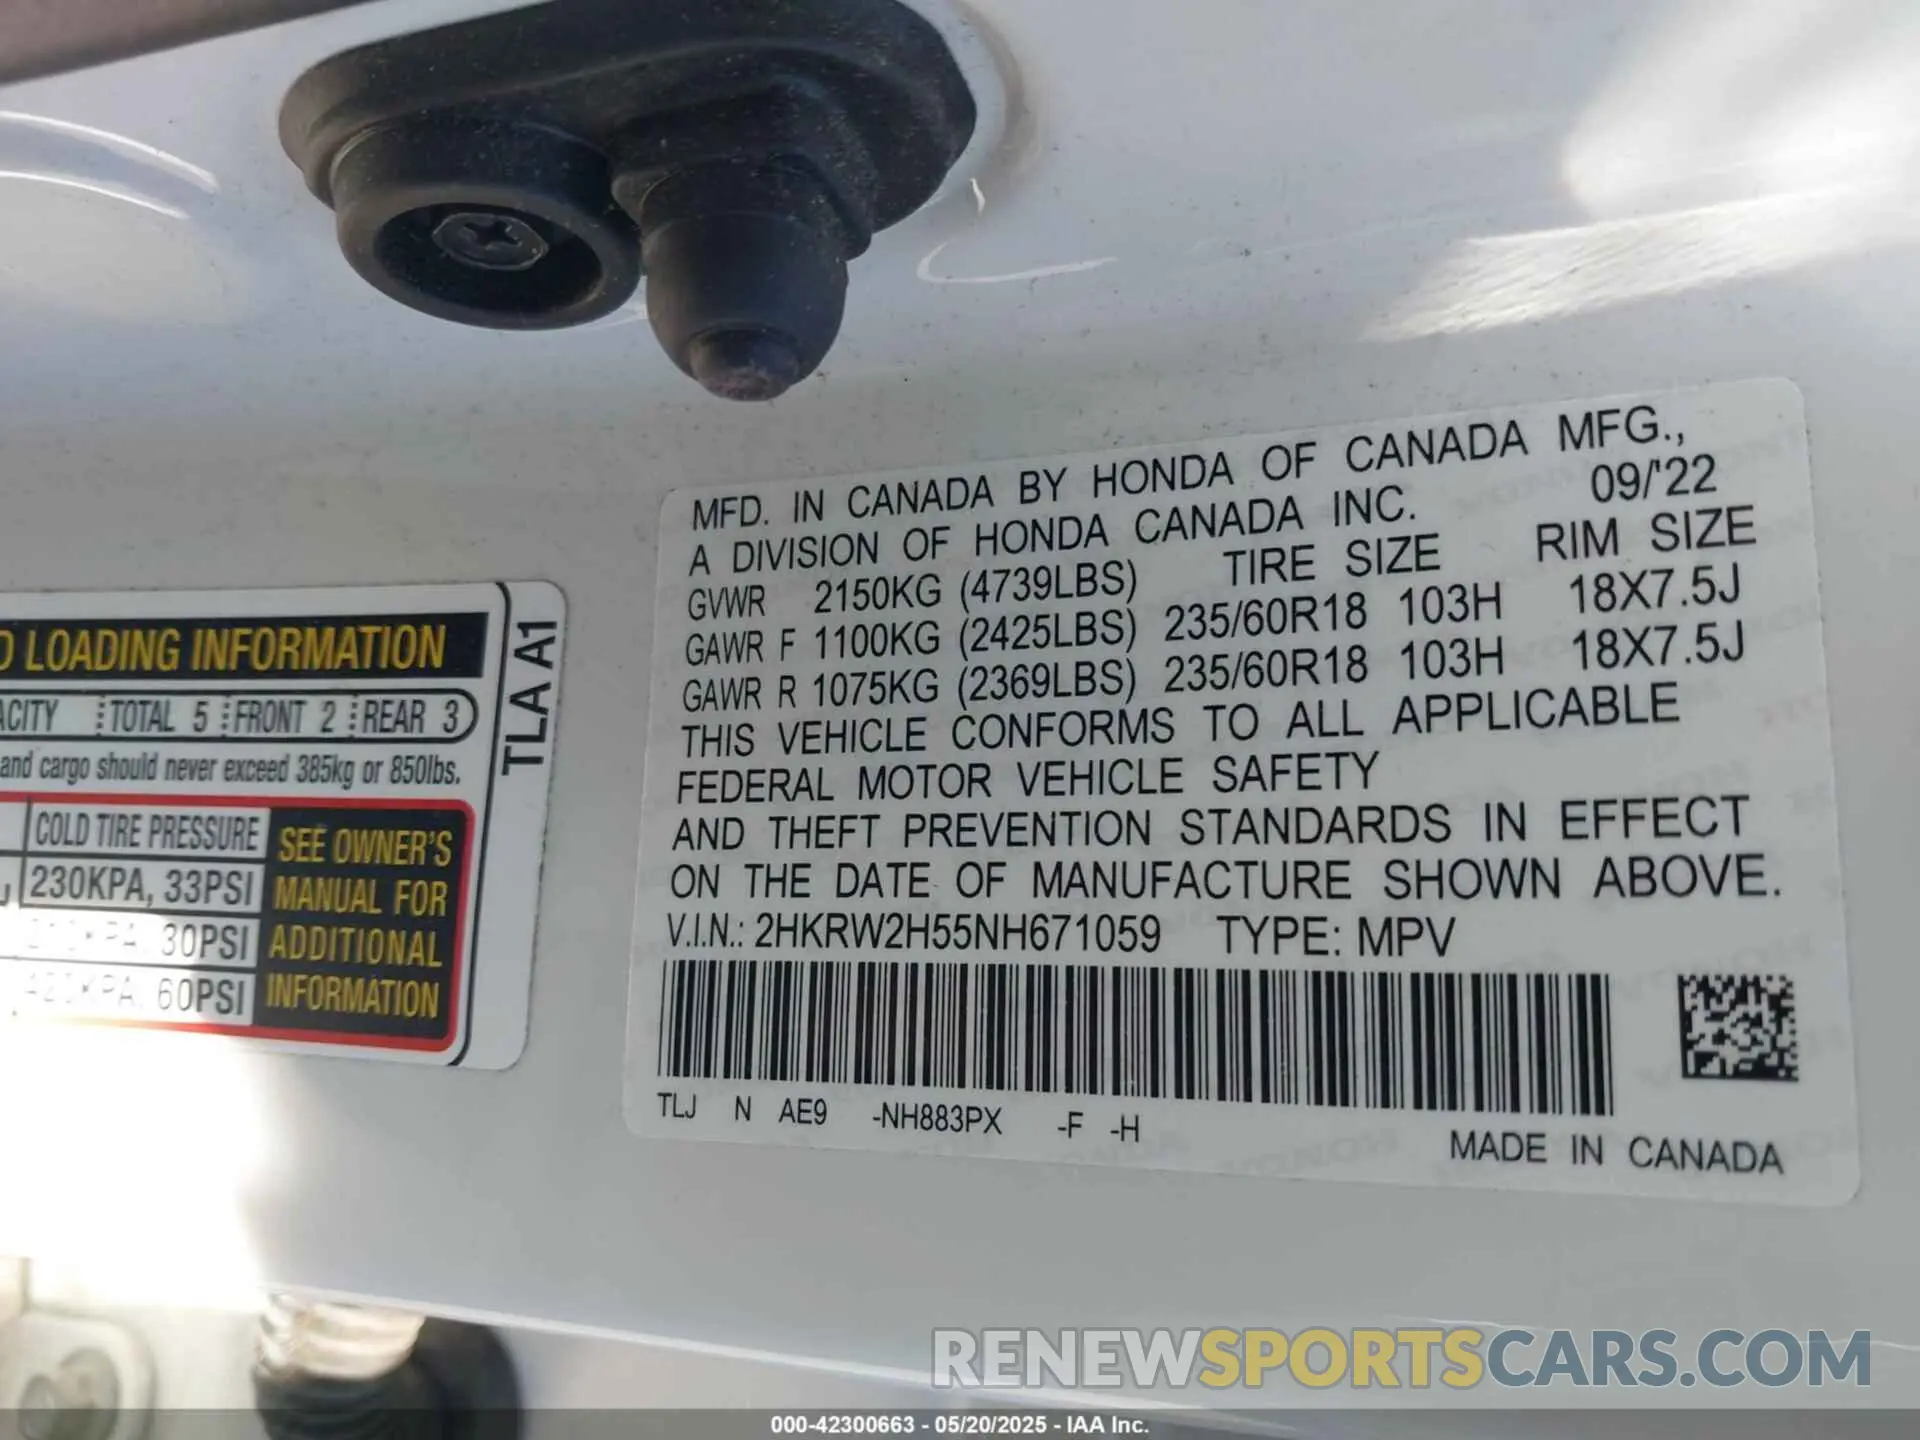 LOADING INFORMATION
TOTAL 5 FRONT 2 REAR 3
and cargo should never exceed 385kg or 850lbs.
COLD TIRE PRESSURE
230KPA, 33PSI
30PSI
60PSI
SEE OWNER'S
MANUAL FOR
ADDITIONAL
INFORMATION
TLA A1
MFD. IN CANADA BY HONDA OF CANADA MFG.,
A DIVISION OF HONDA CANADA INC. 09/'22
GVWR 2150KG (4739LBS) TIRE SIZE RIM SIZE
GAWR F 1100KG (2425LBS) 235/60R18 103H 18X7.5J
GAWR R 1075KG (2369LBS) 235/60R18 103H 18X7.5J
THIS VEHICLE CONFORMS TO ALL APPLICABLE
FEDERAL MOTOR VEHICLE SAFETY
AND THEFT PREVENTION STANDARDS IN EFFECT
ON THE DATE OF MANUFACTURE SHOWN ABOVE.
V.I.N.: 2HKRW2H55NH671059 TYPE: MPV
TLJ N AE9 -NH883PX -F -H
MADE IN CANADA
RENEWSPORTSCARS.COM
000-42300663 - 05/20/2025 - IAA Inc.